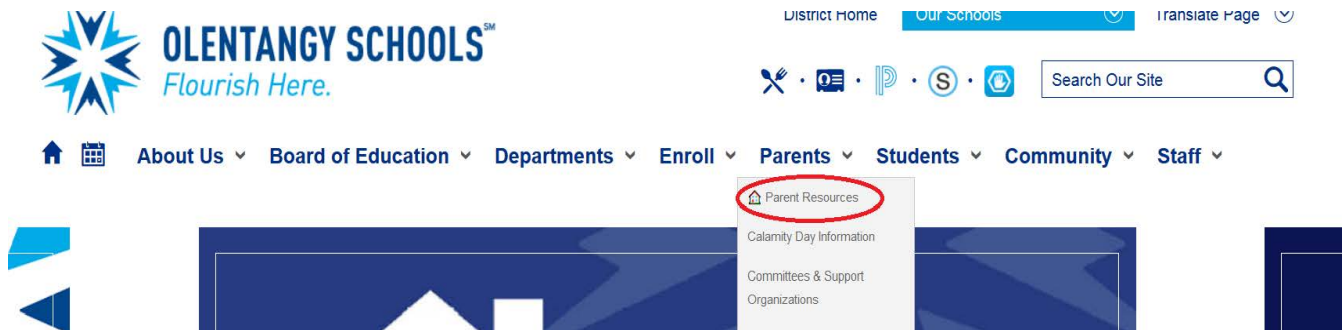 District Home Our Schools Translate Page
OLENTANGY SCHOOLS℠
Flourish Here.
Search Our Site
About Us Board of Education Departments Enroll Parents Students Community Staff
Parent Resources
Calamity Day Information
Committees & Support
Organizations